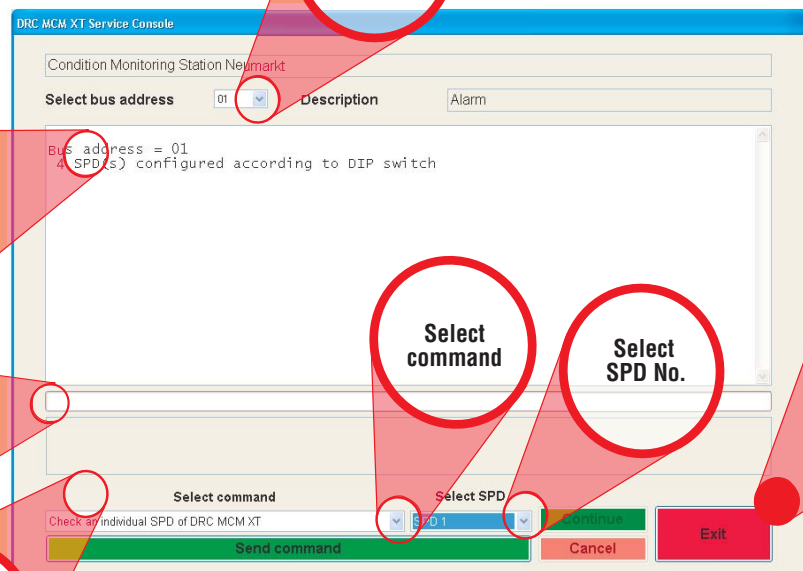 DRC MCM XT Service Console
Condition Monitoring Station Neumarkt
Select bus address 01 Description Alarm
Bus address = 01
4 SPD(s) configured according to DIP switch
Select
command
Select
SPD No.
Select command Select SPD
Check an individual SPD of DRC MCM XT SPD 1 Continue
Send command Cancel Exit